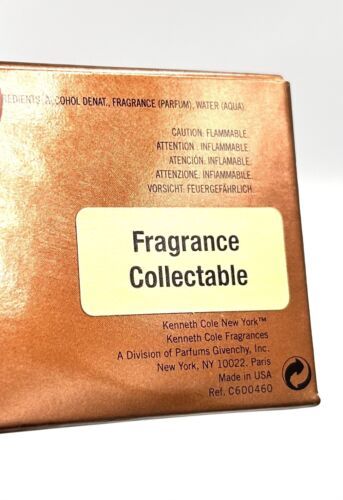 REDIENTS: ALCOHOL DENAT., FRAGRANCE (PARFUM), WATER (AQUA).
CAUTION: FLAMMABLE.
ATTENTION : INFLAMMABLE.
ATENCIÓN, INFLAMABLE.
ATTENZIONE, INFIAMMABILE.
VORSICHT: FEUERGEFÄHRLICH.
Fragrance
Collectable
Kenneth Cole New York™
Kenneth Cole Fragrances
A Division of Parfums Givenchy, Inc.
New York, NY 10022. Paris
Made in USA
Ref. C600460